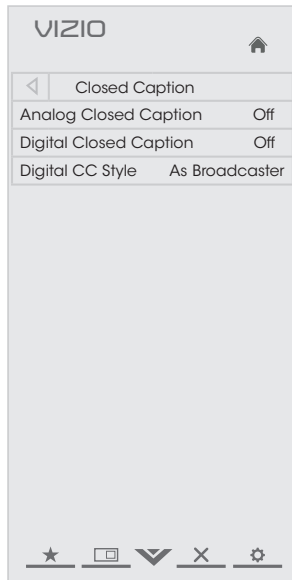 VIZIO
Closed Caption
Analog Closed Caption Off
Digital Closed Caption Off
Digital CC Style As Broadcaster